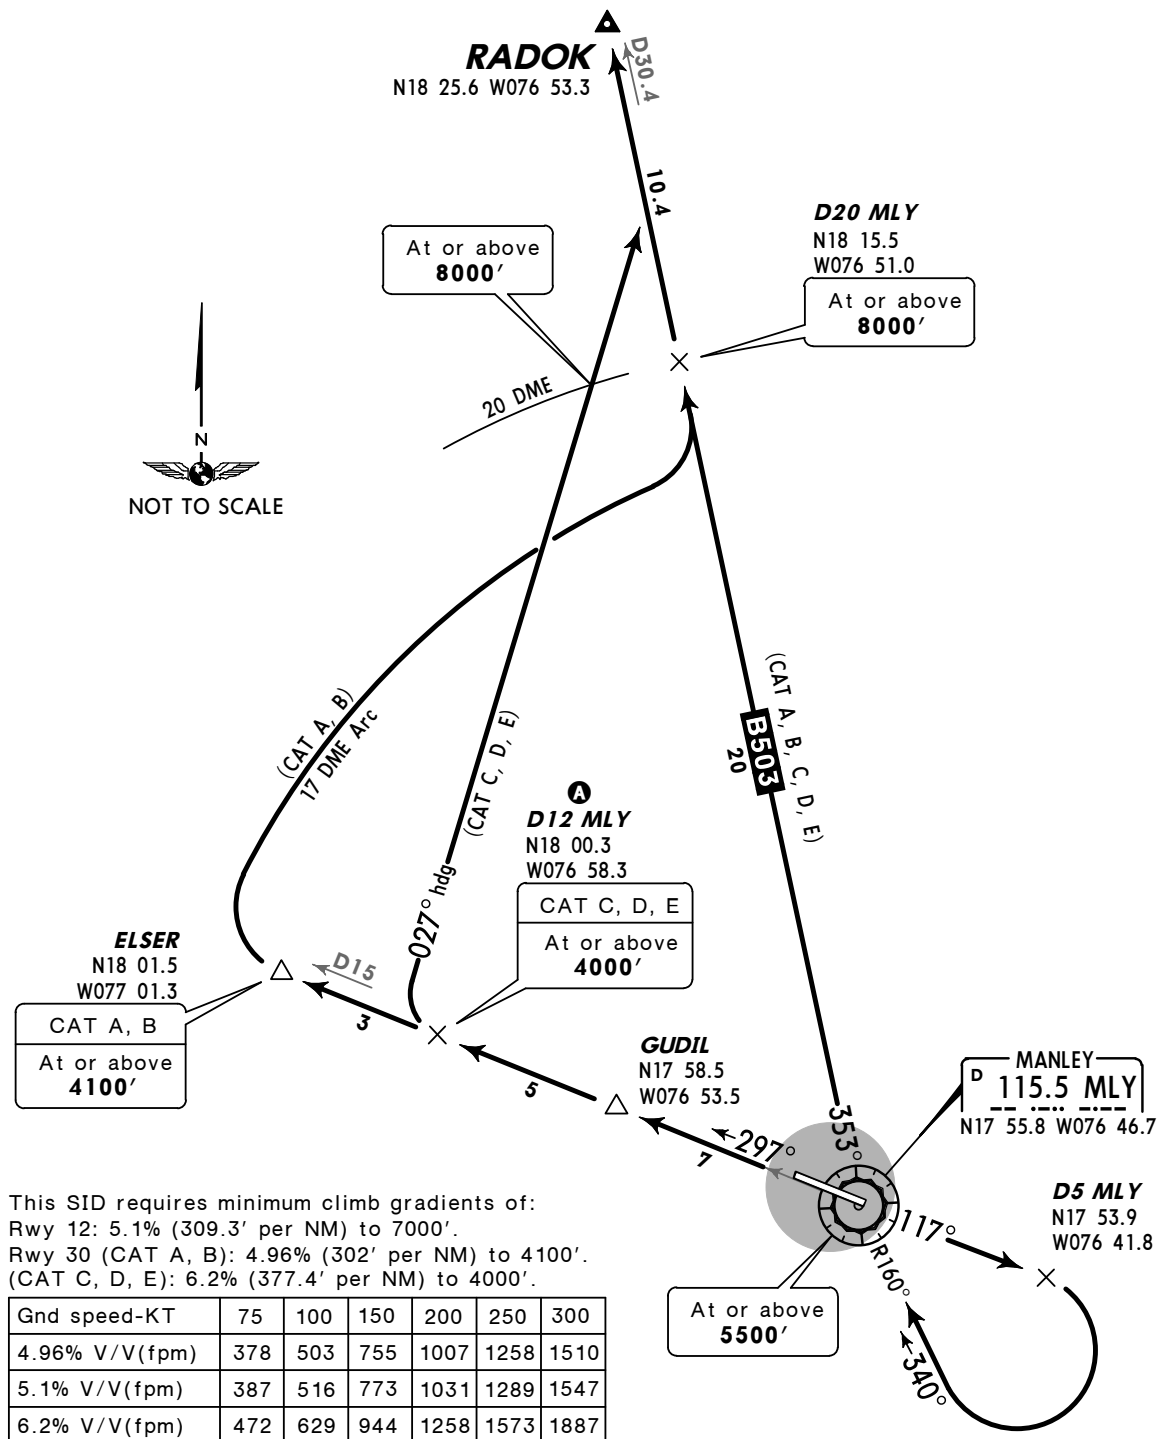 RADOK
N18 25.6 W076 53.3
D30.4
10.4
D20 MLY
N18 15.5
W076 51.0
At or above
8000′
At or above
8000′
20 DME
N
NOT TO SCALE
(CAT A, B)
17 DME Arc
(CAT C, D, E)
027° hdg
(CAT A, B, C, D, E)
B503
20
A
D12 MLY
N18 00.3
W076 58.3
CAT C, D, E
At or above
4000′
ELSER
N18 01.5
W077 01.3
CAT A, B
At or above
4100′
D15
3
5
GUDIL
N17 58.5
W076 53.5
7
297°
353°
MANLEY
D 115.5 MLY
N17 55.8 W076 46.7
D5 MLY
N17 53.9
W076 41.8
117°
R160°
340°
At or above
5500′
This SID requires minimum climb gradients of:
Rwy 12: 5.1% (309.3′ per NM) to 7000′.
Rwy 30 (CAT A, B): 4.96% (302′ per NM) to 4100′.
(CAT C, D, E): 6.2% (377.4′ per NM) to 4000′.
Gnd speed-KT 75 100 150 200 250 300
4.96% V/V(fpm) 378 503 755 1007 1258 1510
5.1% V/V(fpm) 387 516 773 1031 1289 1547
6.2% V/V(fpm) 472 629 944 1258 1573 1887